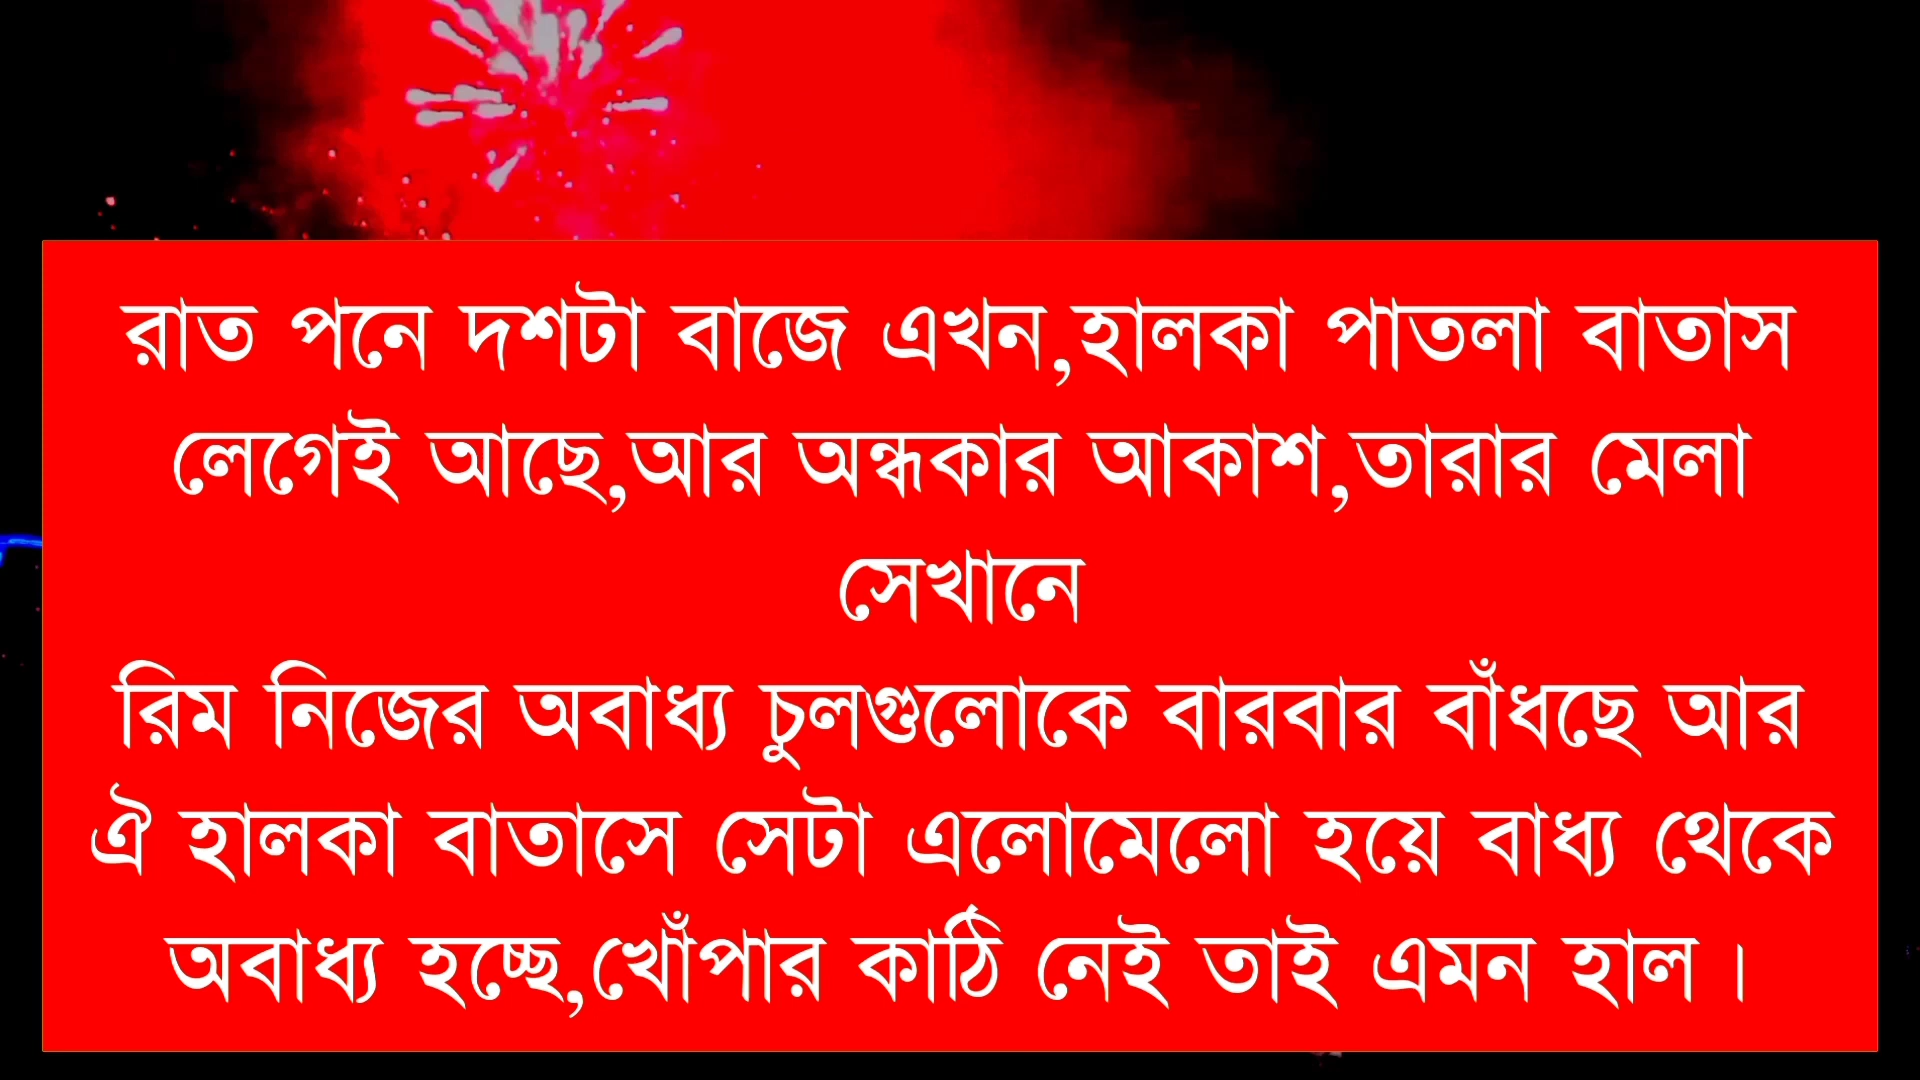 রাত পনে দশটা বাজে এখন,হালকা পাতলা বাতাস
লেগেই আছে,আর অন্ধকার আকাশ,তারার মেলা
সেখানে
রিম নিজের অবাধ্য চুলগুলোকে বারবার বাঁধছে আর
ঐ হালকা বাতাসে সেটা এলোমেলো হয়ে বাধ্য থেকে
অবাধ্য হচ্ছে,খোঁপার কাঠি নেই তাই এমন হাল ।